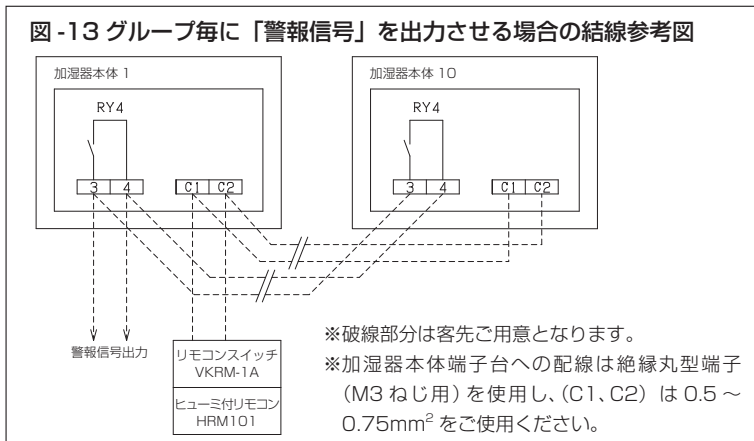 図-13 グループ毎に「警報信号」を出力させる場合の結線参考図
加湿器本体 1
加湿器本体 10
RY4
RY4
3 4 C1 C2
3 4 C1 C2
警報信号出力
リモコンスイッチ
VKRM-1A
ヒューミ付リモコン
HRM101
※破線部分は客先ご用意となります。
※加湿器本体端子台への配線は絶縁丸型端子
（M3 ねじ用）を使用し、（C1、C2）は 0.5 〜
0.75mm² をご使用ください。